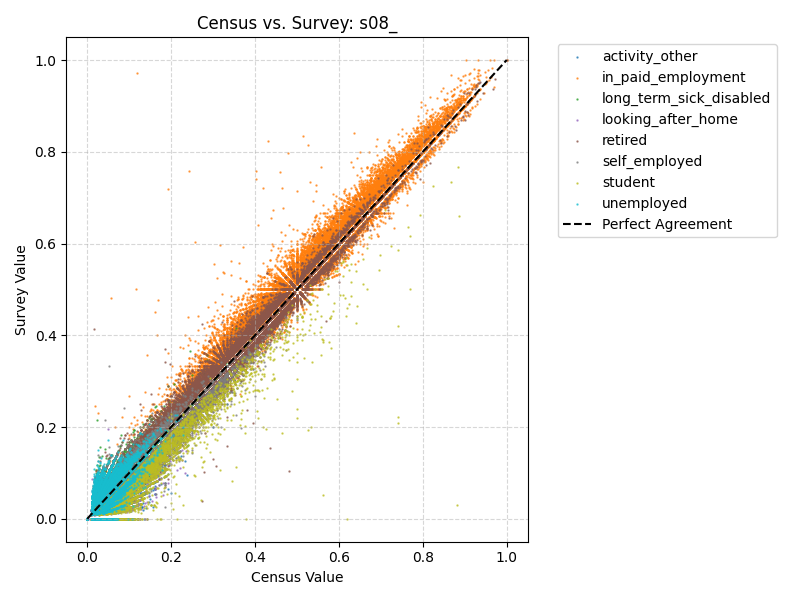 Census vs. Survey: s08_
activity_other
in_paid_employment
long_term_sick_disabled
looking_after_home
retired
self_employed
student
unemployed
Perfect Agreement
1.0
0.8
0.6
0.4
0.2
0.0
Survey Value
0.0 0.2 0.4 0.6 0.8 1.0
Census Value